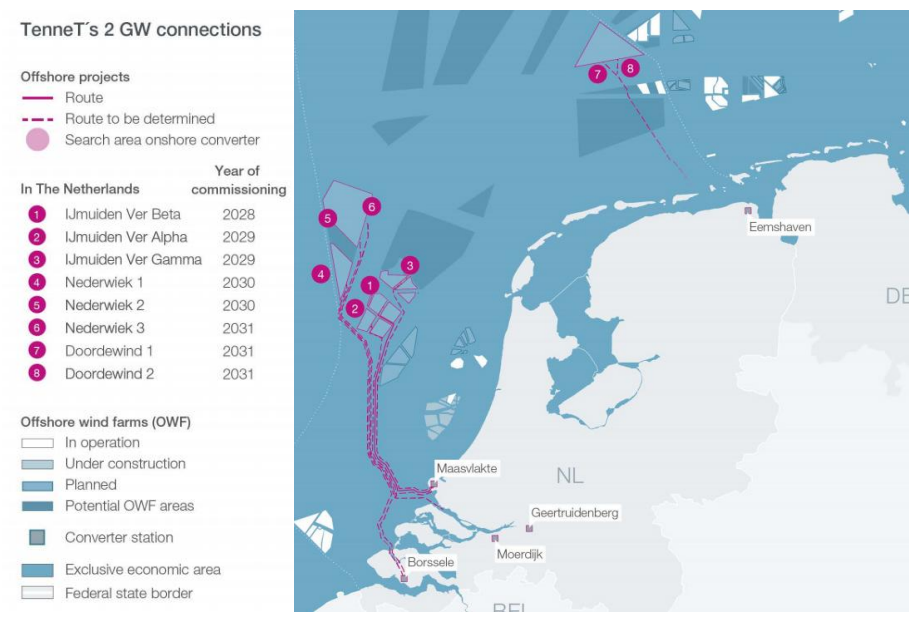 TenneT´s 2 GW connections
Offshore projects
Route
Route to be determined
Search area onshore converter
In The Netherlands Year of commissioning
1 IJmuiden Ver Beta 2028
2 IJmuiden Ver Alpha 2029
3 IJmuiden Ver Gamma 2029
4 Nederwiek 1 2030
5 Nederwiek 2 2030
6 Nederwiek 3 2031
7 Doordewind 1 2031
8 Doordewind 2 2031
Offshore wind farms (OWF)
In operation
Under construction
Planned
Potential OWF areas
Converter station
Exclusive economic area
Federal state border
7
8
Eemshaven
5
6
4
3
1
2
DE
Maasvlakte
NL
Geertruidenberg
Moerdijk
Borssele
BEL